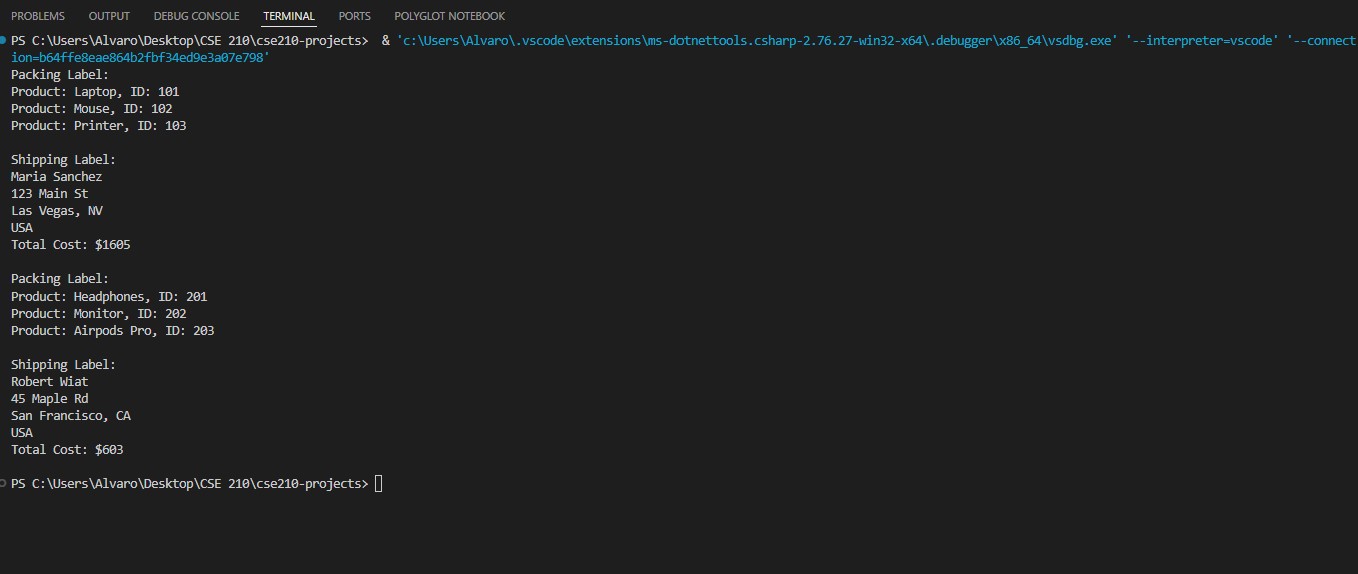 PROBLEMS OUTPUT DEBUG CONSOLE TERMINAL PORTS POLYGLOT NOTEBOOK
PS C:\Users\Alvaro\Desktop\CSE 210\cse210-projects>  & 'c:\Users\Alvaro\.vscode\extensions\ms-dotnettools.csharp-2.76.27-win32-x64\.debugger\x86_64\vsdbg.exe' '--interpreter=vscode' '--connect
ion=b64ffe8eae864b2fbf34ed9e3a07e798'
Packing Label:
Product: Laptop, ID: 101
Product: Mouse, ID: 102
Product: Printer, ID: 103

Shipping Label:
Maria Sanchez
123 Main St
Las Vegas, NV
USA
Total Cost: $1605

Packing Label:
Product: Headphones, ID: 201
Product: Monitor, ID: 202
Product: Airpods Pro, ID: 203

Shipping Label:
Robert Wiat
45 Maple Rd
San Francisco, CA
USA
Total Cost: $603

PS C:\Users\Alvaro\Desktop\CSE 210\cse210-projects>